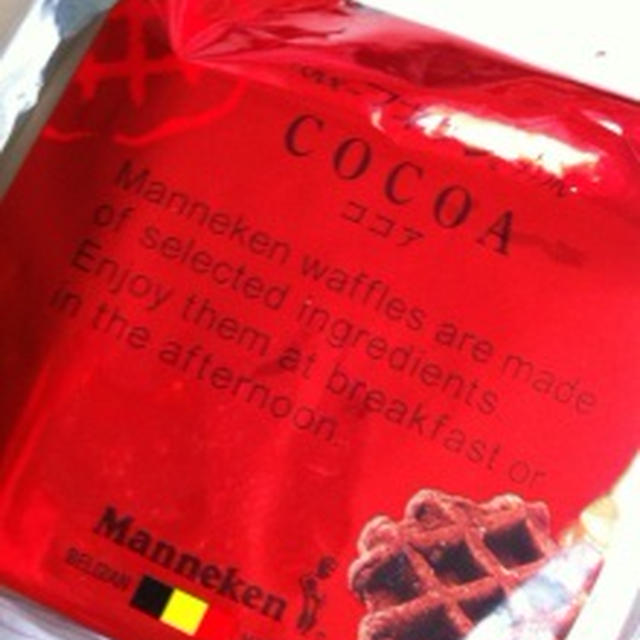 COCOA
ココア
Manneken waffles are made
of selected ingredients
Enjoy them at breakfast or
in the afternoon.
Manneken
BELGIAN